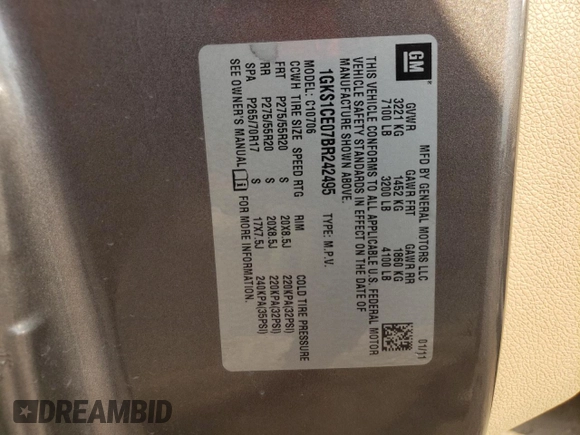 GM
MFD BY GENERAL MOTORS LLC 01/11
GVWR GAWR FRT GAWR RR
3221 KG 1452 KG 1860 KG
7100 LB 3200 LB 4100 LB
THIS VEHICLE CONFORMS TO ALL APPLICABLE U.S. FEDERAL MOTOR
VEHICLE SAFETY STANDARDS IN EFFECT ON THE DATE OF
MANUFACTURE SHOWN ABOVE.
1GKS1CE07BR242495 TYPE: M.P.V.
MODEL: C10706
CCWH TIRE SIZE SPEED RTG RIM COLD TIRE PRESSURE
FRT P275/55R20 S 20X8.5J 220KPA(32PSI)
RR P275/55R20 S 20X8.5J 220KPA(32PSI)
SPA P265/70R17 S 17X7.5J 240KPA(35PSI)
SEE OWNER'S MANUAL FOR MORE INFORMATION.
DREAMBID